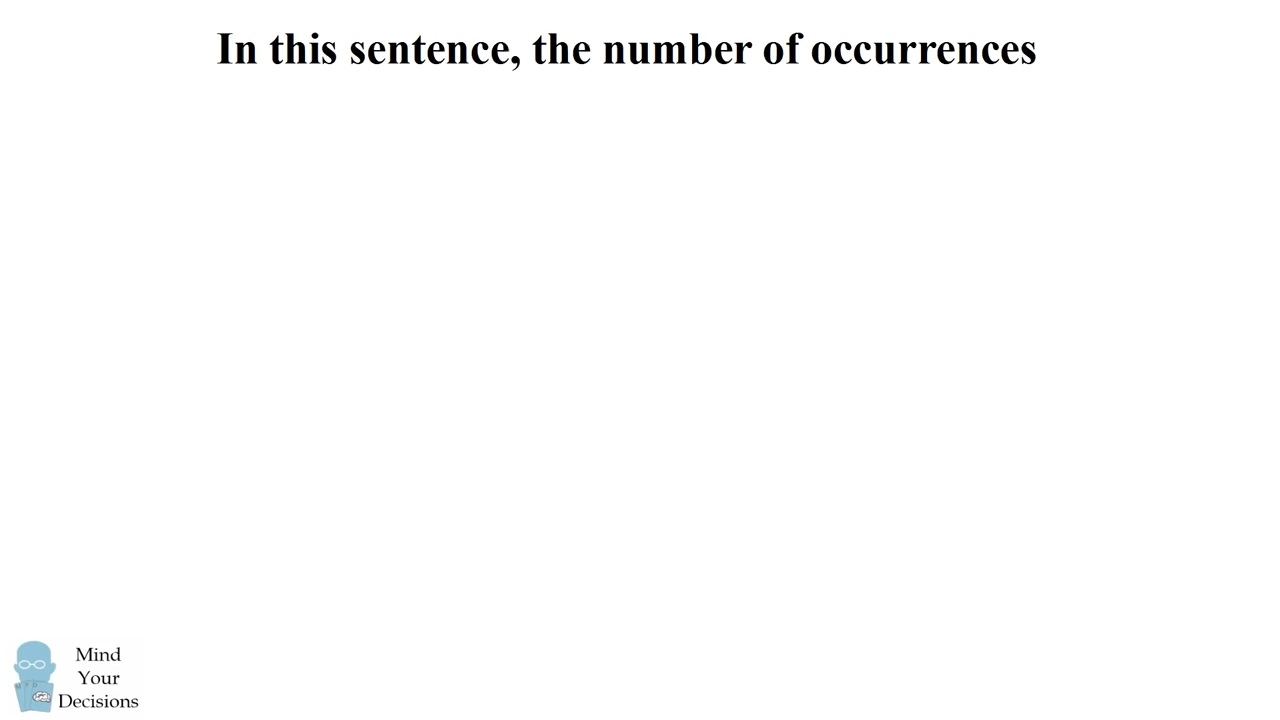 In this sentence, the number of occurrences
Mind
Your
Decisions